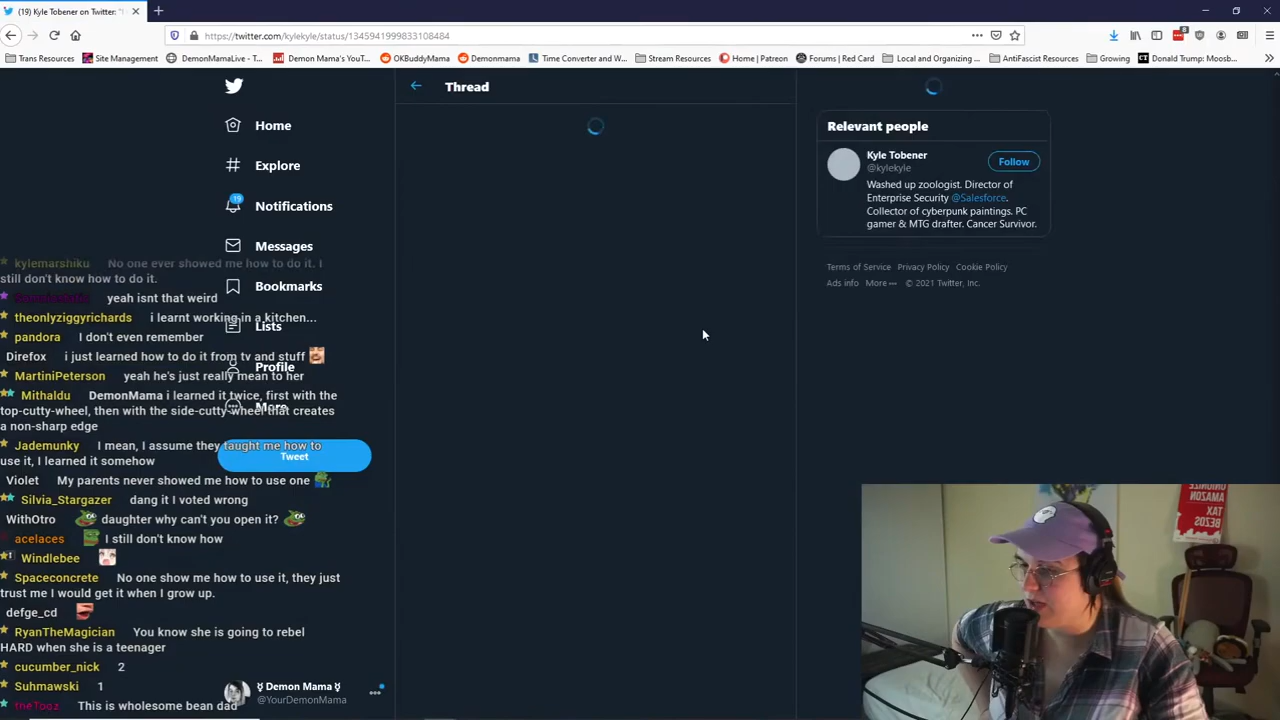 (19) Kyle Tobener on Twitter: "
https://twitter.com/kylekyle/status/1345941999833108484
8
Trans Resources
Site Management
DemonMamaLive - T...
Demon Mama's YouT...
OKBuddyMama
Demonmama
Time Converter and W...
Stream Resources
Home | Patreon
Forums | Red Card
Local and Organizing ...
AntiFascist Resources
Growing
Donald Trump: Moosb...
Home
Explore
19
Notifications
Messages
Bookmarks
Lists
Profile
More
Tweet
Thread
Relevant people
Kyle Tobener
@kylekyle
Follow
Washed up zoologist. Director of
Enterprise Security @Salesforce.
Collector of cyberpunk paintings. PC
gamer & MTG drafter. Cancer Survivor.
Terms of Service Privacy Policy Cookie Policy
Ads info More © 2021 Twitter, Inc.
kylemarshiku No one ever showed me how to do it. I
still don't know how to do it.
yeah isnt that weird
theonlyziggyrichards i learnt working in a kitchen...
pandora I don't even remember
Direfox i just learned how to do it from tv and stuff
MartiniPeterson yeah he's just really mean to her
Mithaldu DemonMama i learned it twice, first with the
top-cutty-wheel, then with the side-cutty-wheel that creates
a non-sharp edge
Jademunky I mean, I assume they taught me how to
use it, I learned it somehow
Violet My parents never showed me how to use one
Silvia_Stargazer dang it I voted wrong
WithOtro daughter why can't you open it?
acelaces I still don't know how
Windlebee
Spaceconcrete No one show me how to use it, they just
trust me I would get it when I grow up.
defge_cd
RyanTheMagician You know she is going to rebel
HARD when she is a teenager
cucumber_nick 2
Suhmawski 1
tneTooz This is wholesome bean dad
☿ Demon Mama ☿
@YourDemonMama
UNIONIZE
AMAZON
TAX
BEZOS